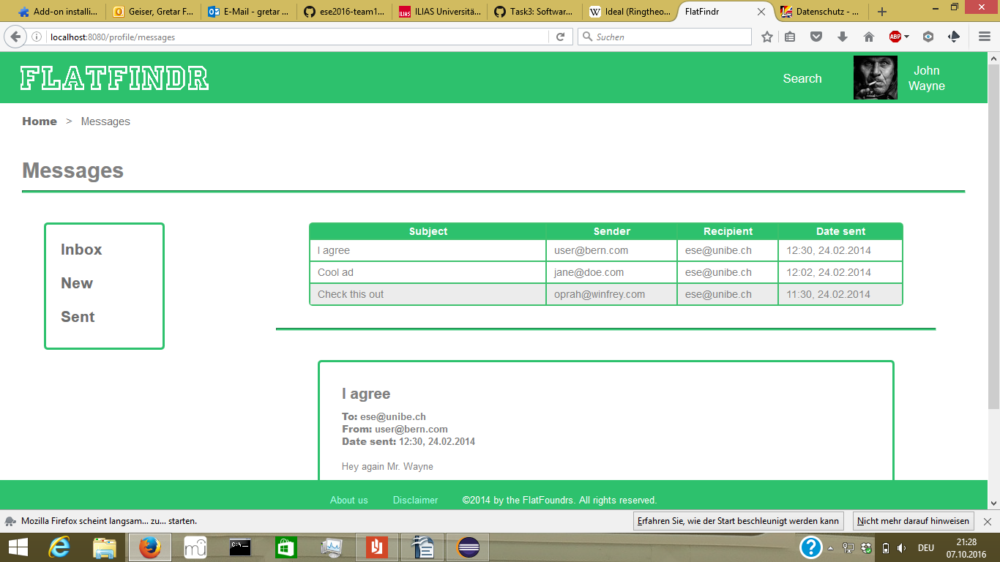 Add-on installi...
Geiser, Gretar F...
E-Mail - gretar ...
ese2016-team1...
ILIAS Universitä...
Task3: Softwar...
Ideal (Ringtheo...
FlatFindr
Datenschutz - ...
localhost:8080/profile/messages
Suchen
ABP
FLATFINDR
Search
John
Wayne
Home > Messages
Messages
Inbox
New
Sent
Subject Sender Recipient Date sent
I agree user@bern.com ese@unibe.ch 12:30, 24.02.2014
Cool ad jane@doe.com ese@unibe.ch 12:02, 24.02.2014
Check this out oprah@winfrey.com ese@unibe.ch 11:30, 24.02.2014
I agree
To: ese@unibe.ch
From: user@bern.com
Date sent: 12:30, 24.02.2014
Hey again Mr. Wayne
About us Disclaimer ©2014 by the FlatFoundrs. All rights reserved.
Mozilla Firefox scheint langsam... zu... starten.
Erfahren Sie, wie der Start beschleunigt werden kann
Nicht mehr darauf hinweisen
DEU
21:28
07.10.2016